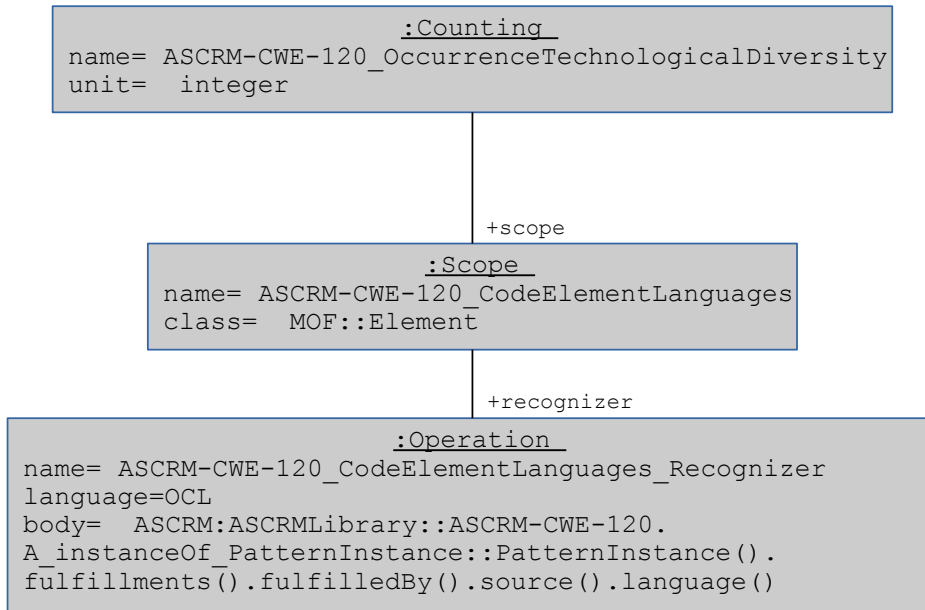 :Counting
name= ASCRM-CWE-120_OccurrenceTechnologicalDiversity
unit=  integer
+scope
:Scope
name= ASCRM-CWE-120_CodeElementLanguages
class=  MOF::Element
+recognizer
:Operation
name= ASCRM-CWE-120_CodeElementLanguages_Recognizer
language=OCL
body=  ASCRM:ASCRMLibrary::ASCRM-CWE-120.
A_instanceOf_PatternInstance::PatternInstance().
fulfillments().fulfilledBy().source().language()